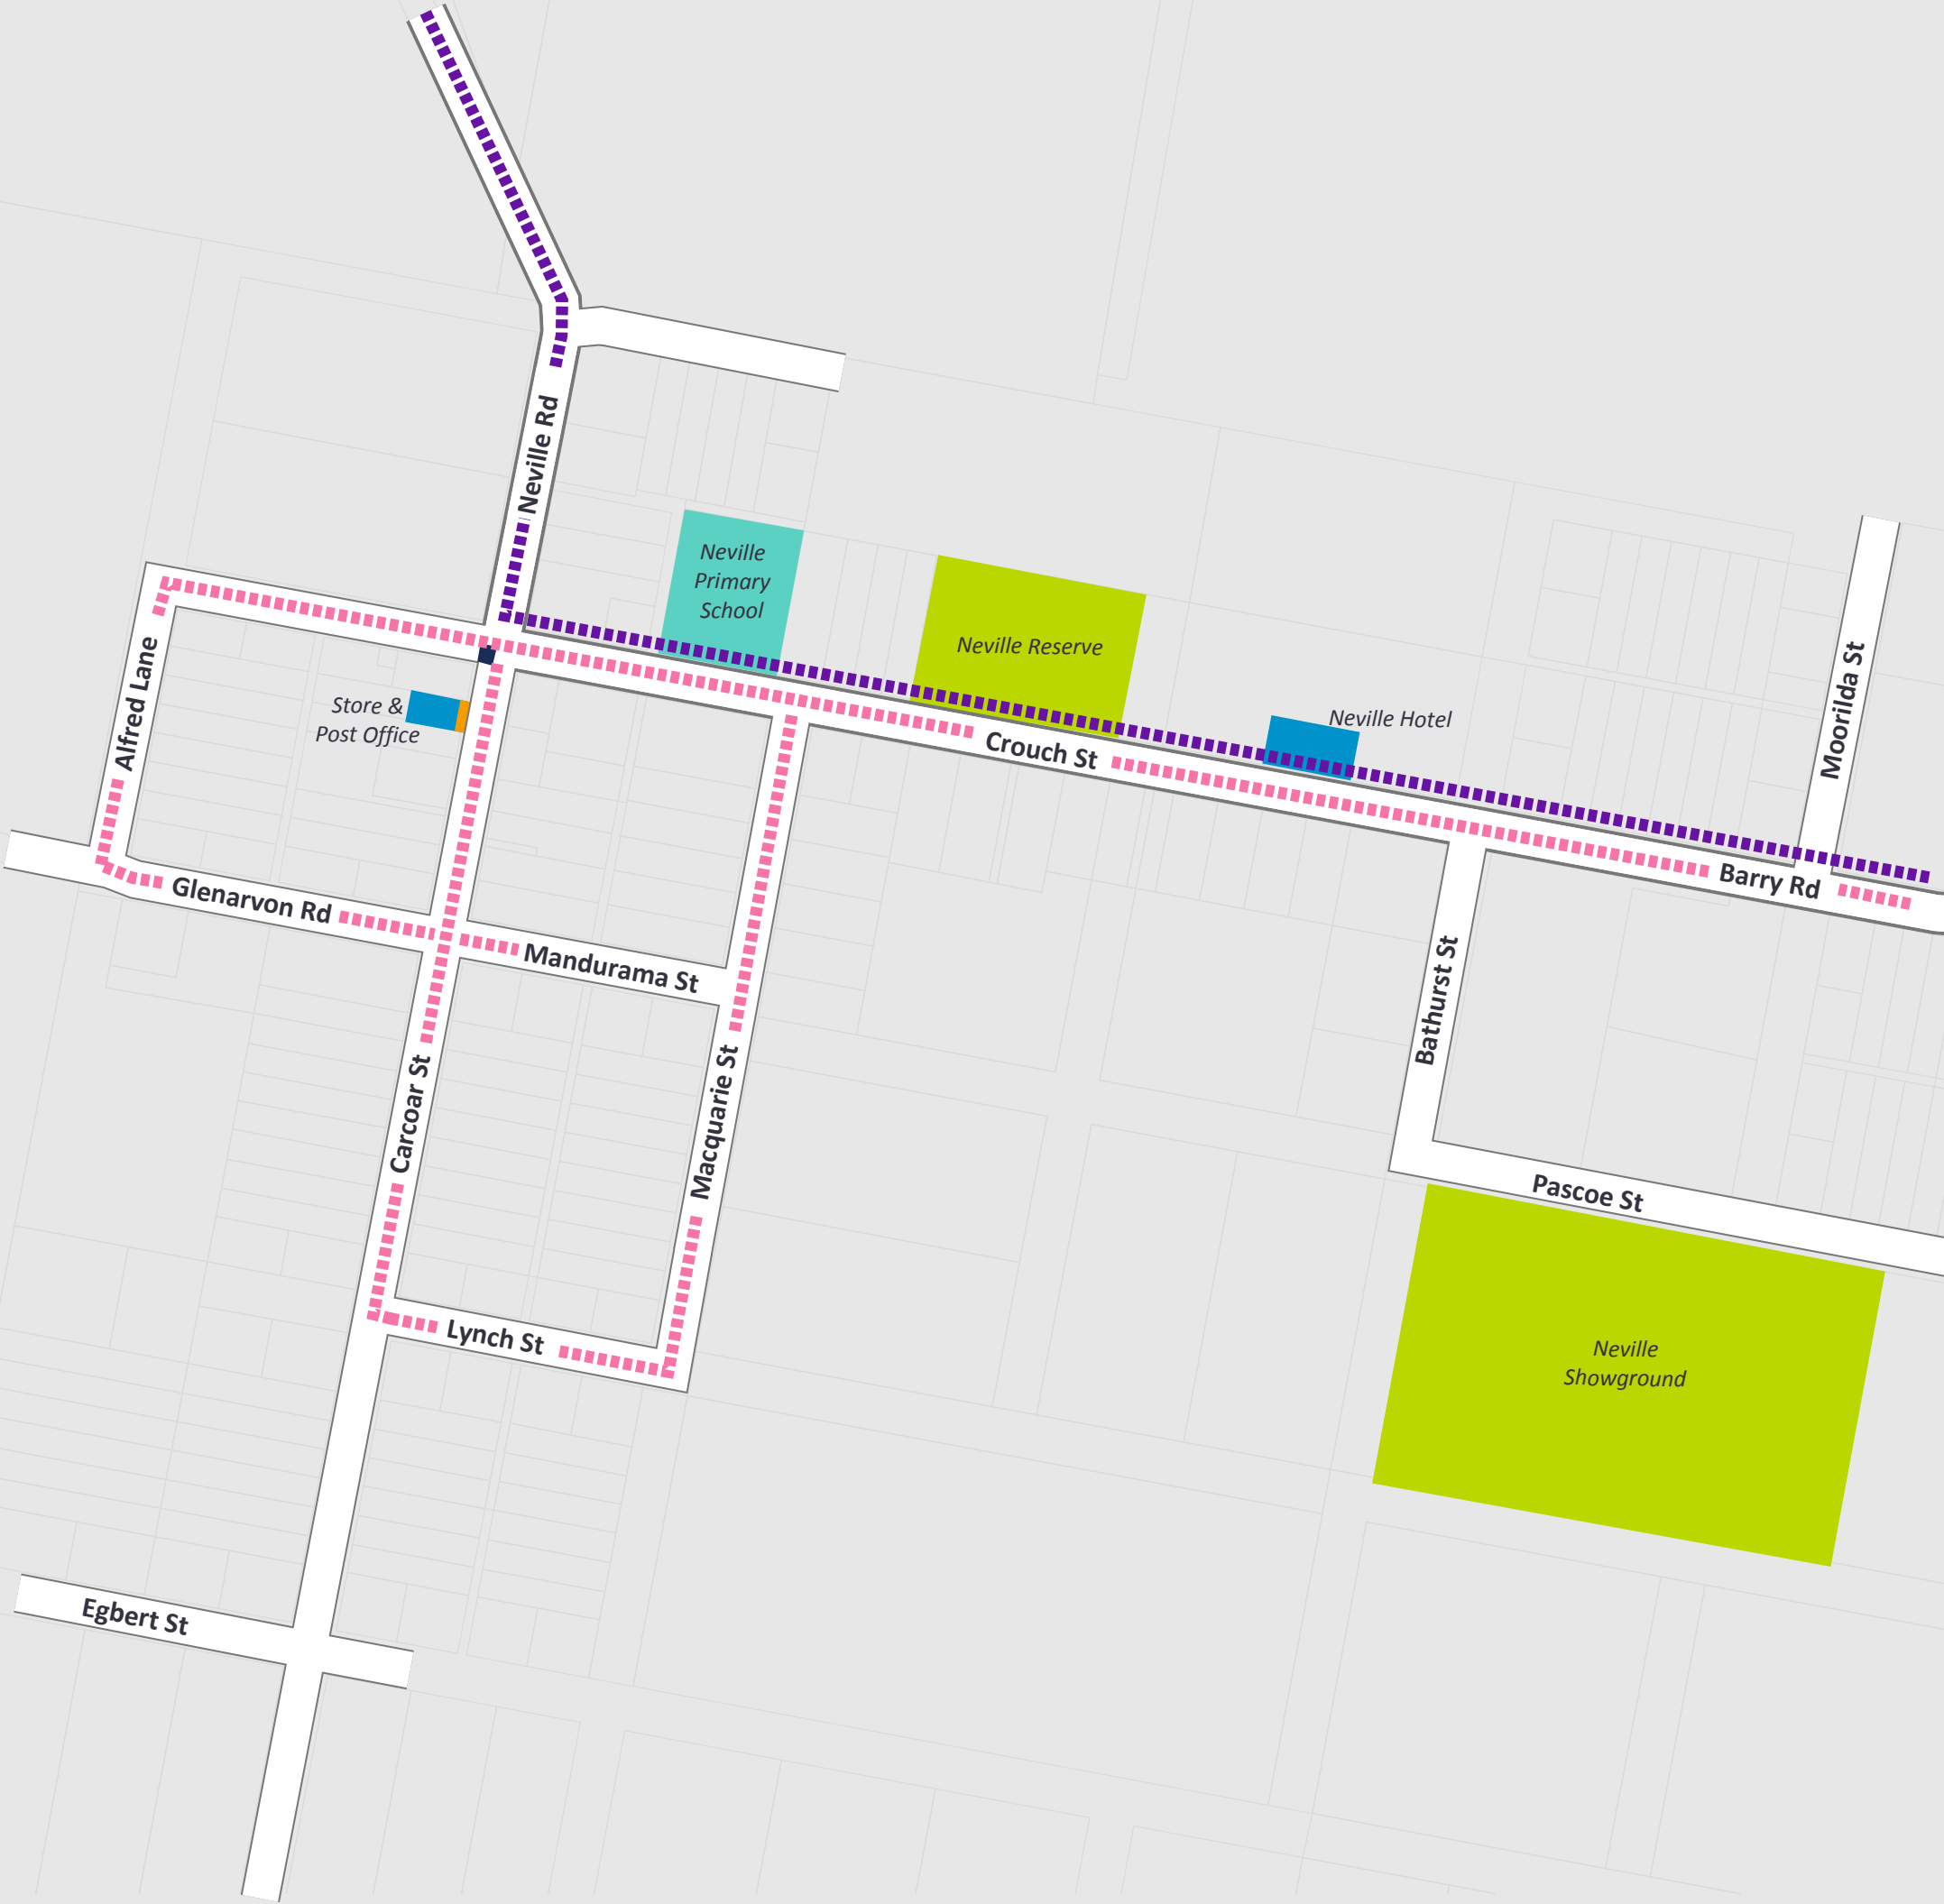 Neville Rd
Neville
Primary
School
Neville Reserve
Neville Hotel
Moorilda St
Alfred Lane
Store &
Post Office
Crouch St
Barry Rd
Glenarvon Rd
Mandurama St
Bathurst St
Carcoar St
Macquarie St
Pascoe St
Lynch St
Neville
Showground
Egbert St